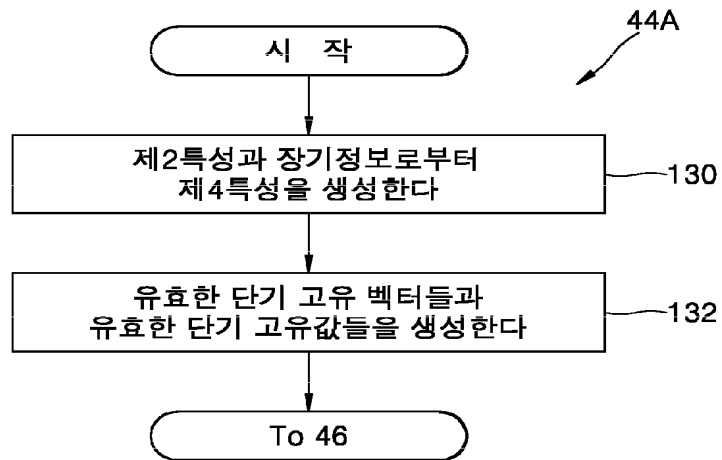 44A
시 작
제2특성과 장기정보로부터
제4특성을 생성한다
130
유효한 단기 고유 벡터들과
유효한 단기 고유값들을 생성한다
132
To 46